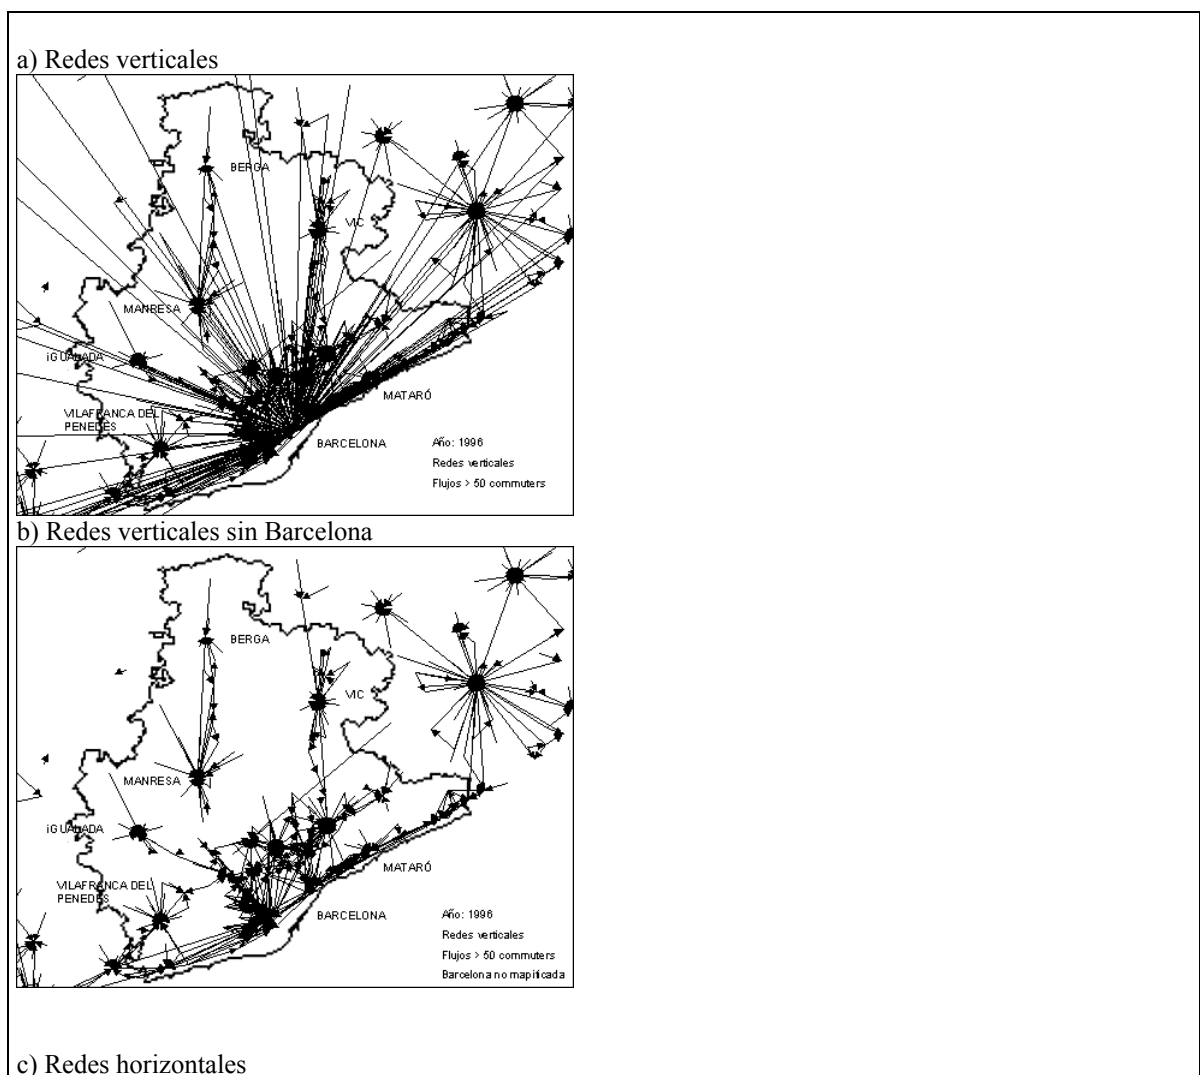 a) Redes verticales
BERGA
VIC
MANRESA
iGUALADA
MATARÓ
VILAFRANCA DEL
PENEDÈS
BARCELONA
Año: 1996
Redes verticales
Flujos > 50 commuters
b) Redes verticales sin Barcelona
BERGA
VIC
MANRESA
iGUALADA
MATARÓ
VILAFRANCA DEL
PENEDÈS
BARCELONA
Año: 1996
Redes verticales
Flujos > 50 commuters
Barcelona no mapificada
c) Redes horizontales